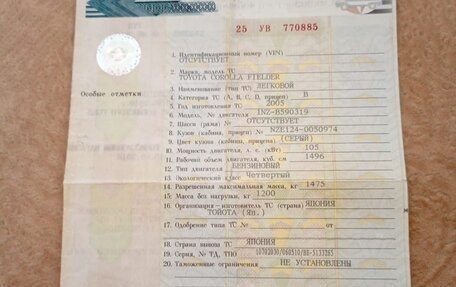 25 УВ 770885
1. Идентификационный номер (VIN)
ОТСУТСТВУЕТ
2. Марка, модель ТС
TOYOTA COROLLA FIELDER
3. Наименование (тип ТС) ЛЕГКОВОЙ
4. Категория ТС (А, В, С, D, прицеп) B
5. Год изготовления ТС 2005
6. Модель, № двигателя 1NZ-B590319
7. Шасси (рама) № ОТСУТСТВУЕТ
8. Кузов (кабина, прицеп) № NZE124-0050974
9. Цвет кузова (кабины, прицепа) (СЕРЫЙ)
10. Мощность двигателя, л. с. (кВт) 105
11. Рабочий объем двигателя, куб. см 1496
12. Тип двигателя БЕНЗИНОВЫЙ
13. Экологический класс Четвертый
14. Разрешенная максимальная масса, кг 1475
15. Масса без нагрузки, кг 1200
16. Организация – изготовитель ТС (страна) ЯПОНИЯ
ТОЙОТА (Яп.)
17. Одобрение типа ТС № от
18. Страна вывоза ТС ЯПОНИЯ
19. Серия, № ТД, ТПО 10702030/060510/ВВ-5133265
20. Таможенные ограничения НЕ УСТАНОВЛЕНЫ
Особые отметки